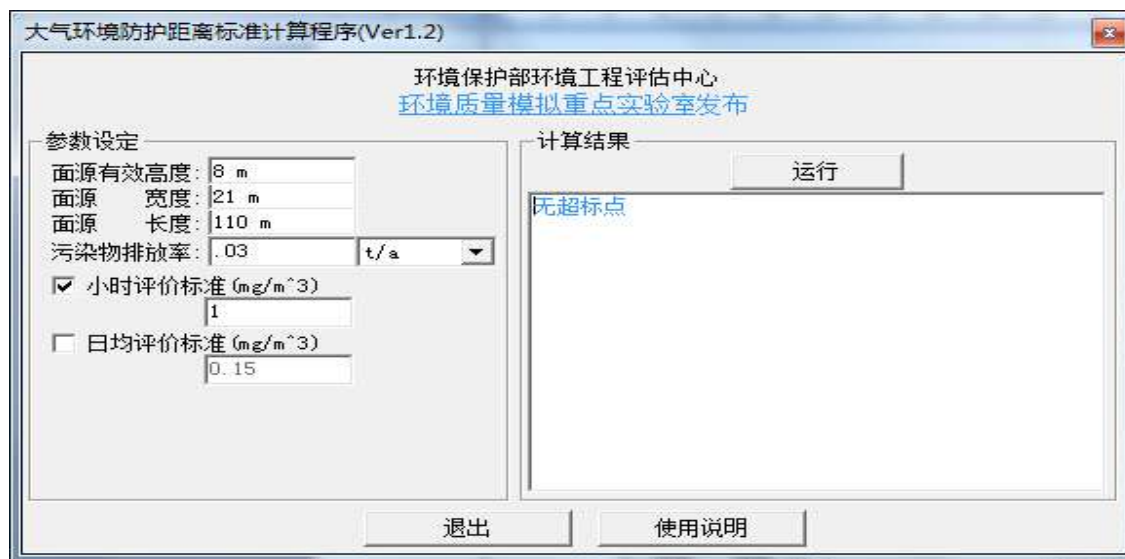 大气环境防护距离标准计算程序(Ver1.2)
环境保护部环境工程评估中心
环境质量模拟重点实验室发布
参数设定
面源有效高度: 8 m
面源 宽度: 21 m
面源 长度: 110 m
污染物排放率: .03 t/a
小时评价标准(mg/m^3)
1
日均评价标准(mg/m^3)
0.15
计算结果
运行
无超标点
退出
使用说明